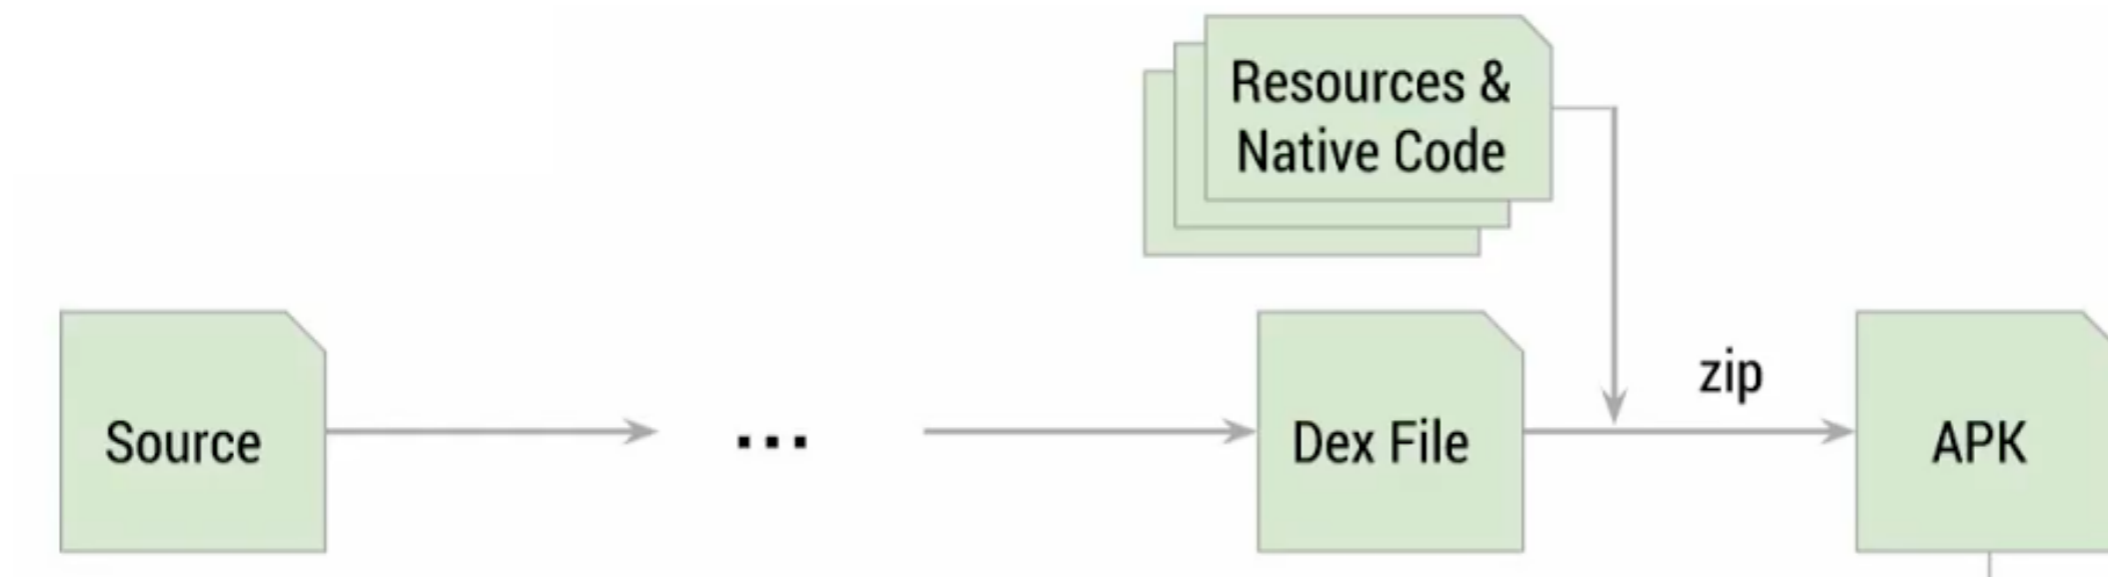 Resources &
Native Code
Source
...
Dex File
zip
APK